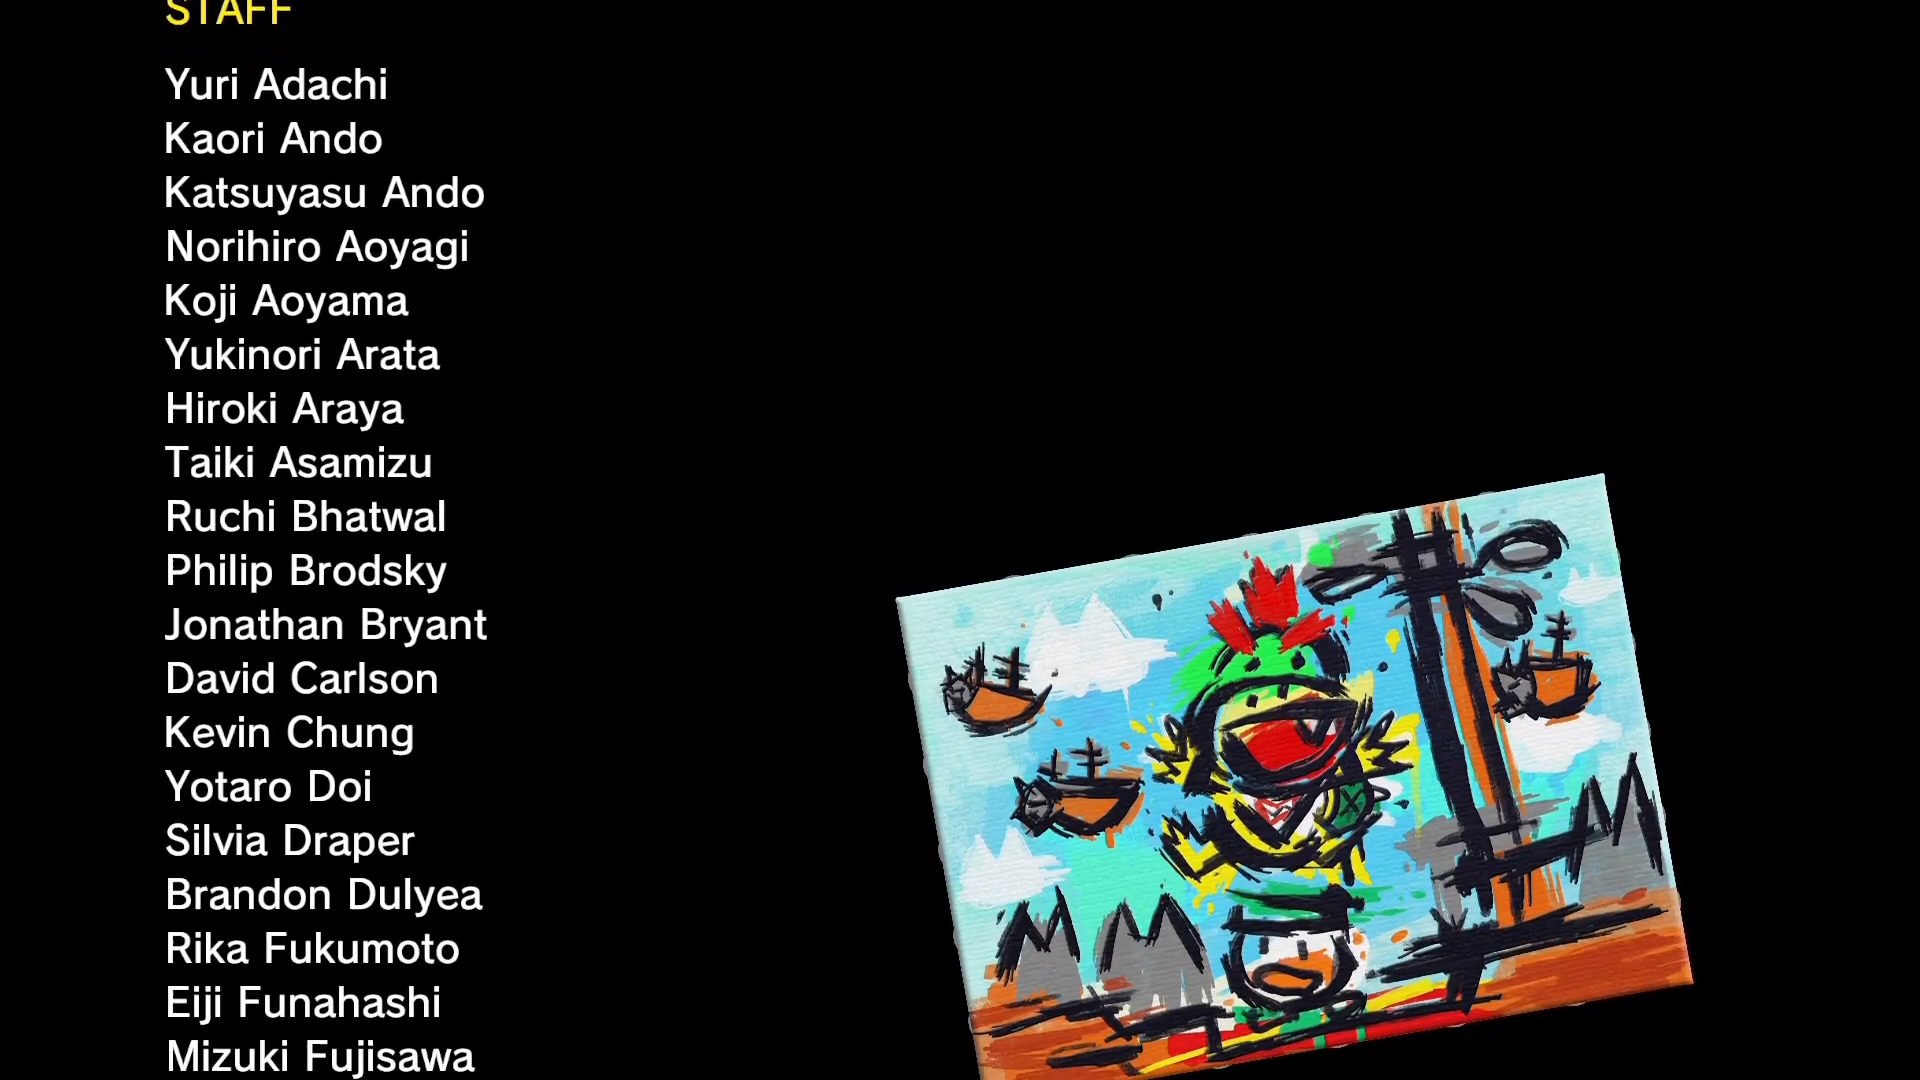 STAFF
Yuri Adachi
Kaori Ando
Katsuyasu Ando
Norihiro Aoyagi
Koji Aoyama
Yukinori Arata
Hiroki Araya
Taiki Asamizu
Ruchi Bhatwal
Philip Brodsky
Jonathan Bryant
David Carlson
Kevin Chung
Yotaro Doi
Silvia Draper
Brandon Dulyea
Rika Fukumoto
Eiji Funahashi
Mizuki Fujisawa